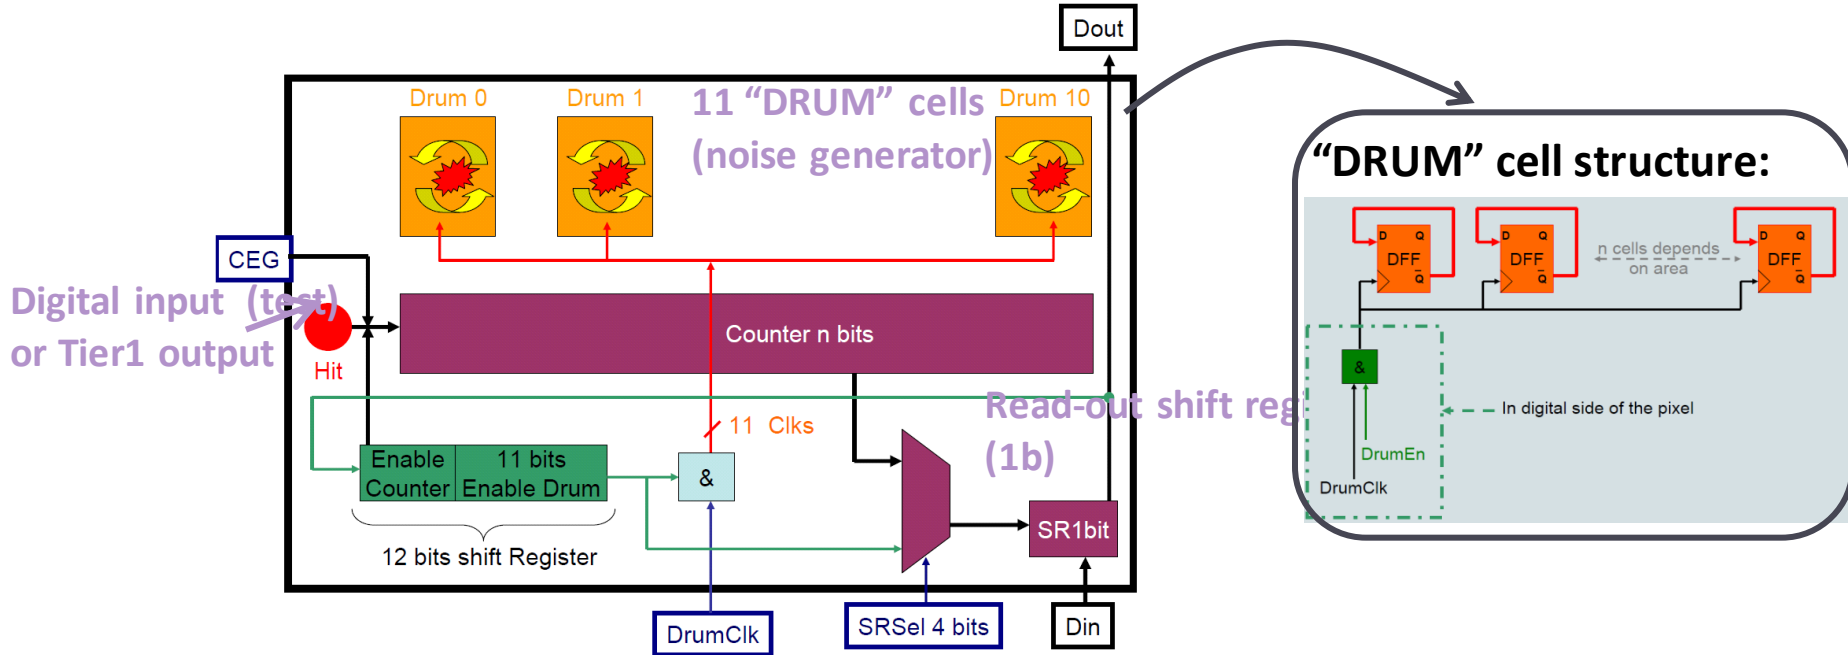 Dout
Drum 0
Drum 1
11 “DRUM” cells
(noise generator)
Drum 10
“DRUM” cell structure:
CEG
Digital input (test)
or Tier1 output
Hit
Counter n bits
Read-out shift reg
(1b)
11 Clks
Enable
Counter
11 bits
Enable Drum
&
SR1bit
12 bits shift Register
DrumClk
SRSel 4 bits
Din
D Q
DFF
Q
D Q
DFF
Q
n cells depends
on area
D Q
DFF
Q
&
In digital side of the pixel
DrumEn
DrumClk